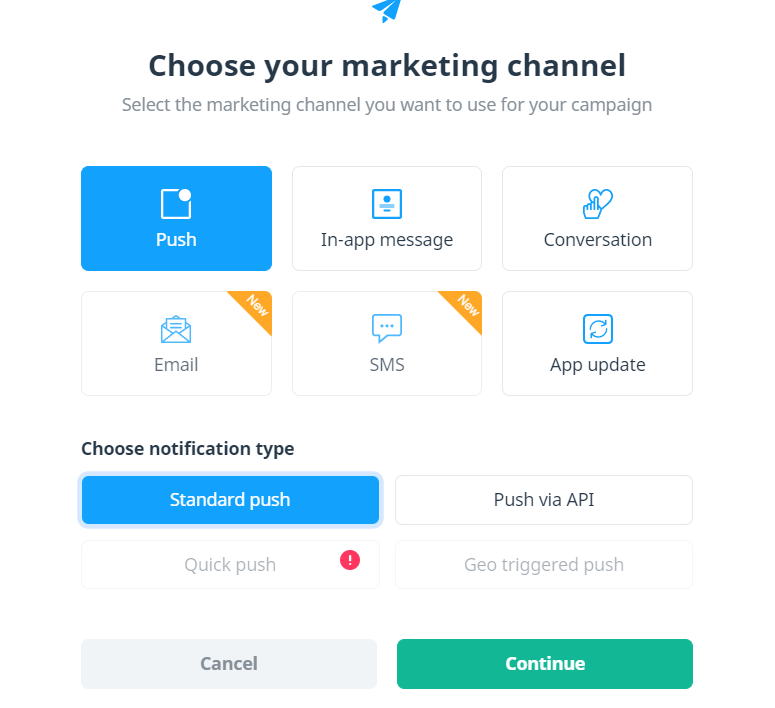 Choose your marketing channel
Select the marketing channel you want to use for your campaign
Push
In-app message
Conversation
New
Email
New
SMS
App update
Choose notification type
Standard push
Push via API
Quick push
Geo triggered push
Cancel
Continue